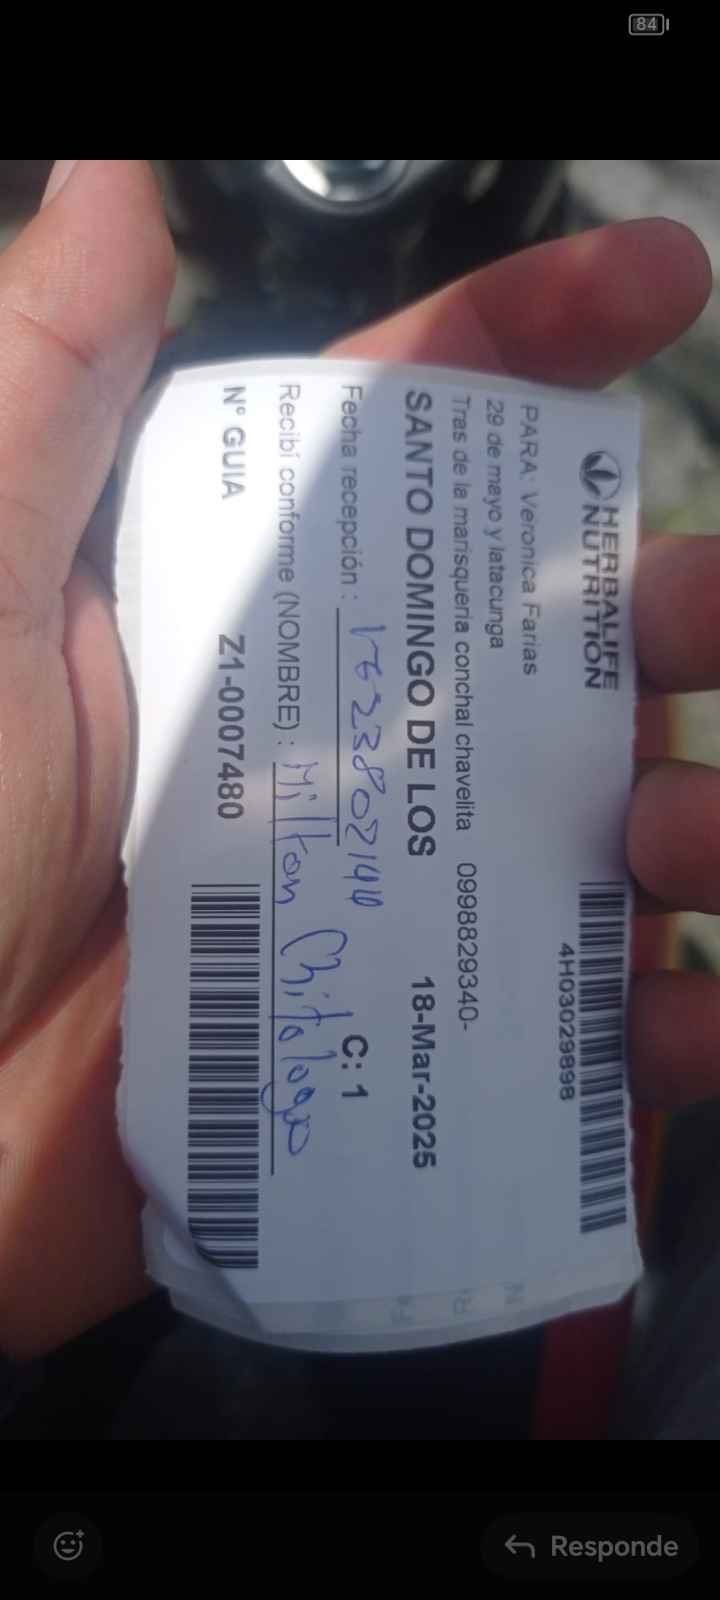 84
HERBALIFE
NUTRITION
4H03029898
PARA: Veronica Farias
29 de mayo y latacunga
Tras de la marisqueria conchal chavelita 0998829340-
SANTO DOMINGO DE LOS 18-Mar-2025
Fecha recepción :
C: 1
Recibí conforme (NOMBRE) : Milton
N° GUIA Z1-0007480
Responde